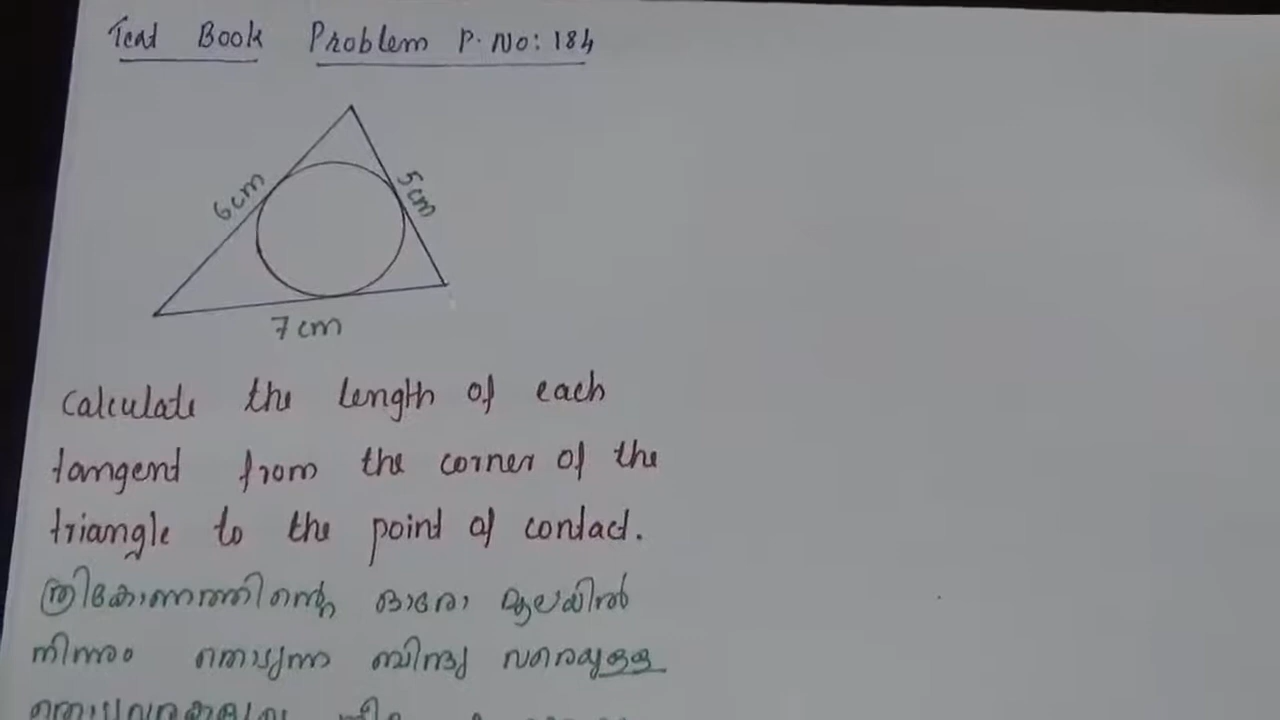 Text Book Problem P. No: 184
6cm
5cm
7cm
Calculate the length of each
tangent from the corner of the
triangle to the point of contact.
ത്രികോണത്തിന്റെ ഓരോ മൂലയിൽ
നിന്നും തൊടുന്ന ബിന്ദു വരെയുള്ള